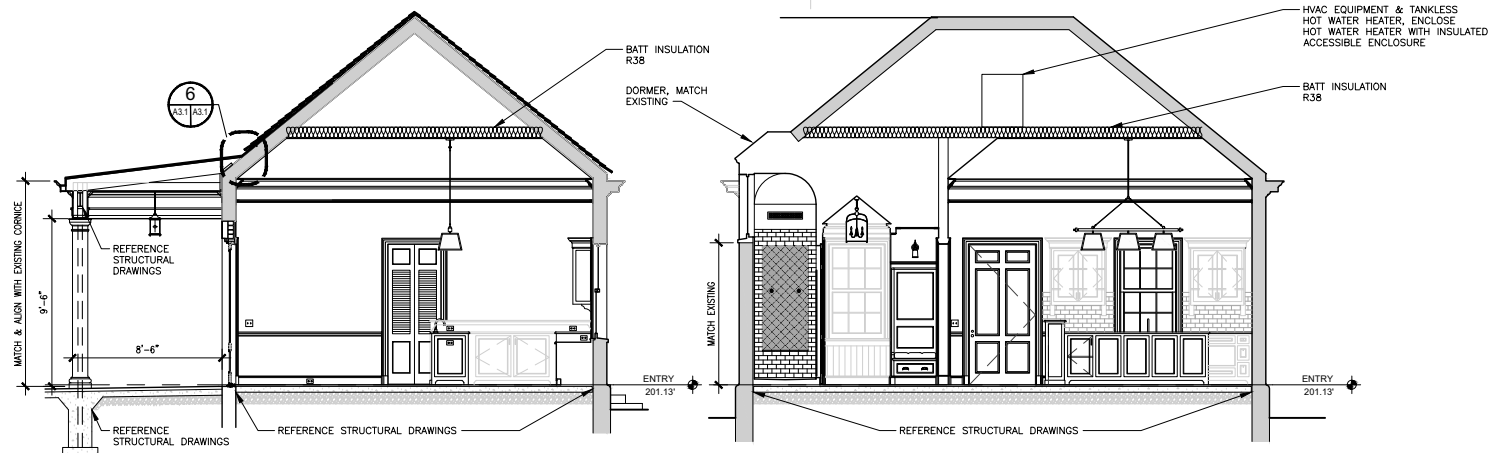 BATT INSULATION
R38
6
A3.1 A3.1
MATCH & ALIGN WITH EXISTING CORNICE
9'-6"
8'-6"
REFERENCE
STRUCTURAL
DRAWINGS
REFERENCE
STRUCTURAL DRAWINGS
REFERENCE STRUCTURAL DRAWINGS
ENTRY
201.13'
HVAC EQUIPMENT & TANKLESS
HOT WATER HEATER, ENCLOSE
HOT WATER HEATER WITH INSULATED
ACCESSIBLE ENCLOSURE
BATT INSULATION
R38
DORMER, MATCH
EXISTING
MATCH EXISTING
REFERENCE STRUCTURAL DRAWINGS
ENTRY
201.13'